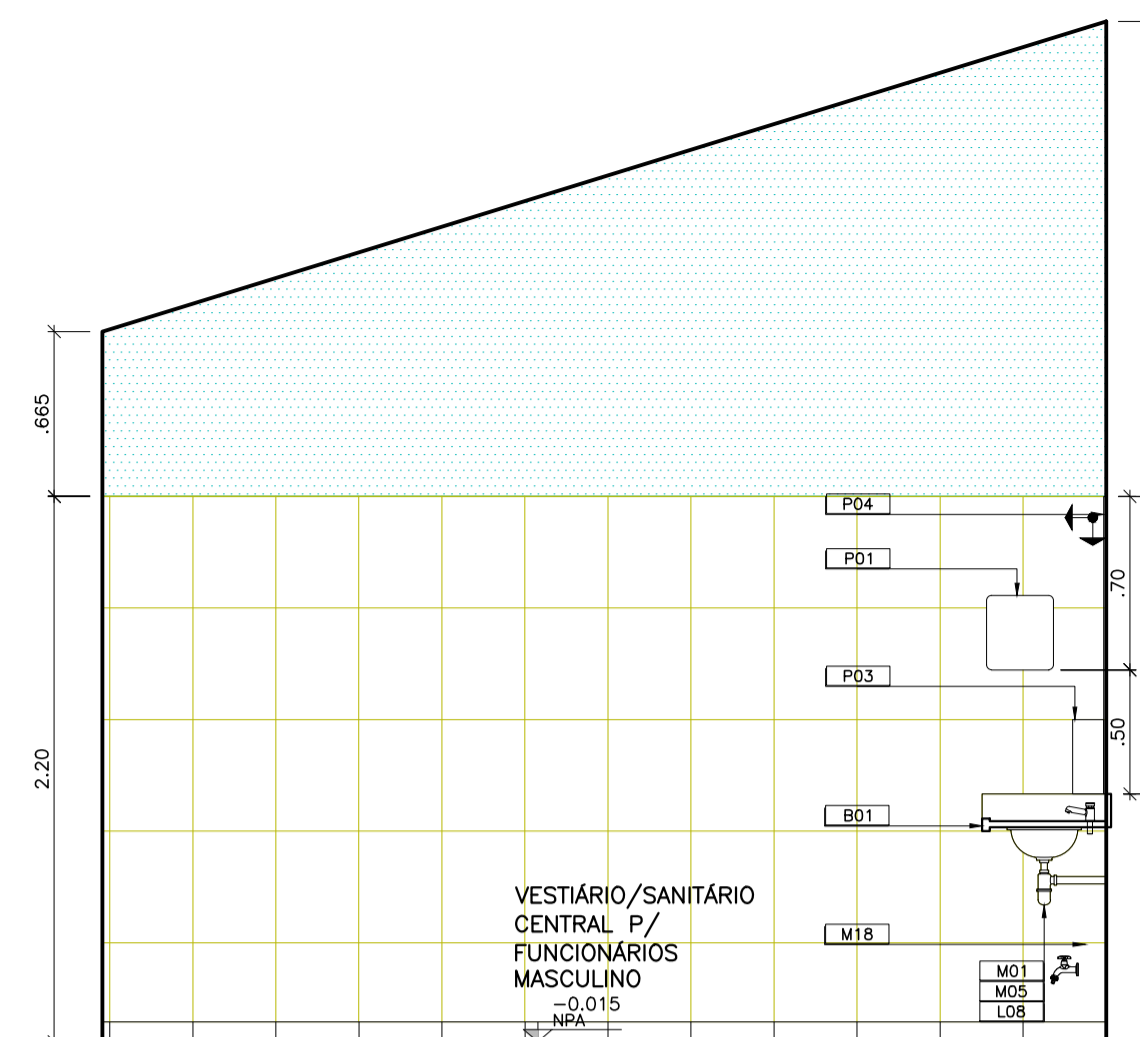 .665
P04
P01
.70
P03
.50
2.20
B01
VESTIÁRIO/SANITÁRIO
CENTRAL P/
FUNCIONÁRIOS
MASCULINO
-0.015
NPA
M18
M01
M05
L08